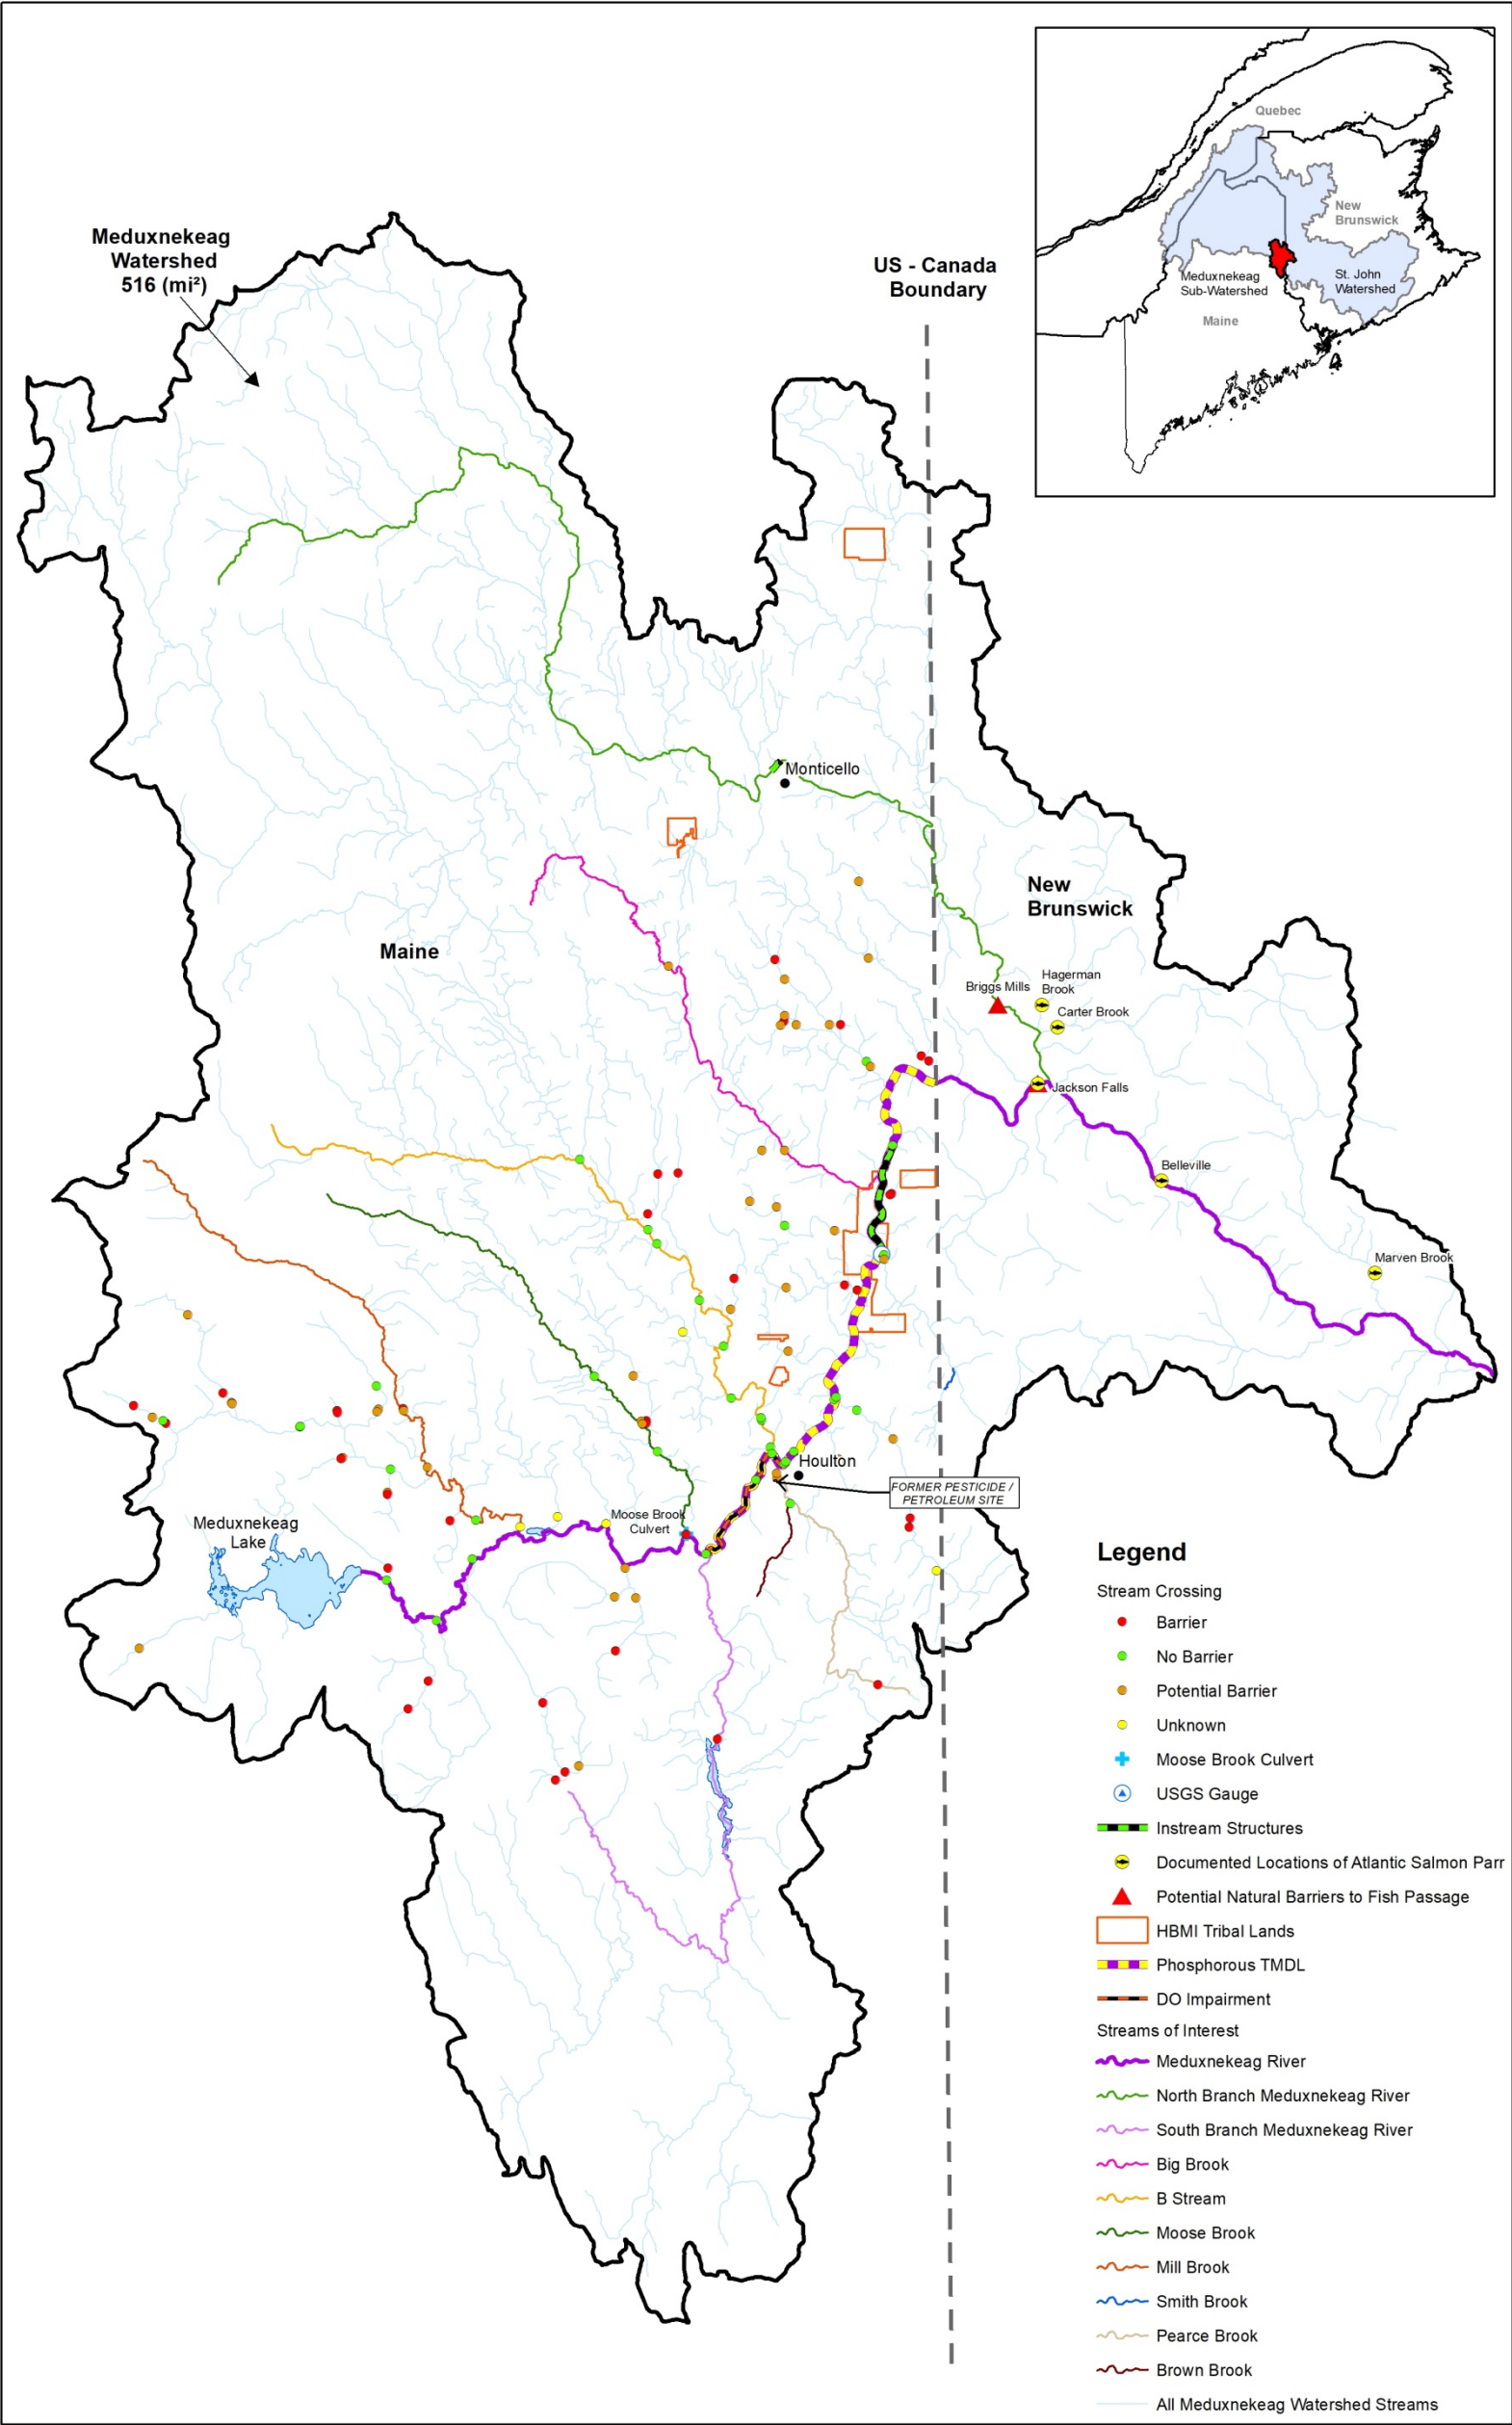 Quebec
New
Brunswick
Meduxnekeag
Sub-Watershed
St. John
Watershed
Maine
Meduxnekeag
Watershed
516 (mi²)
US - Canada
Boundary
Monticello
New
Brunswick
Maine
Hagerman
Brook
Briggs Mills
Carter Brook
Jackson Falls
Belleville
Marven Brook
Houlton
FORMER PESTICIDE /
PETROLEUM SITE
Moose Brook
Culvert
Meduxnekeag
Lake
Legend
Stream Crossing
Barrier
No Barrier
Potential Barrier
Unknown
Moose Brook Culvert
USGS Gauge
Instream Structures
Documented Locations of Atlantic Salmon Parr
Potential Natural Barriers to Fish Passage
HBMI Tribal Lands
Phosphorous TMDL
DO Impairment
Streams of Interest
Meduxnekeag River
North Branch Meduxnekeag River
South Branch Meduxnekeag River
Big Brook
B Stream
Moose Brook
Mill Brook
Smith Brook
Pearce Brook
Brown Brook
All Meduxnekeag Watershed Streams